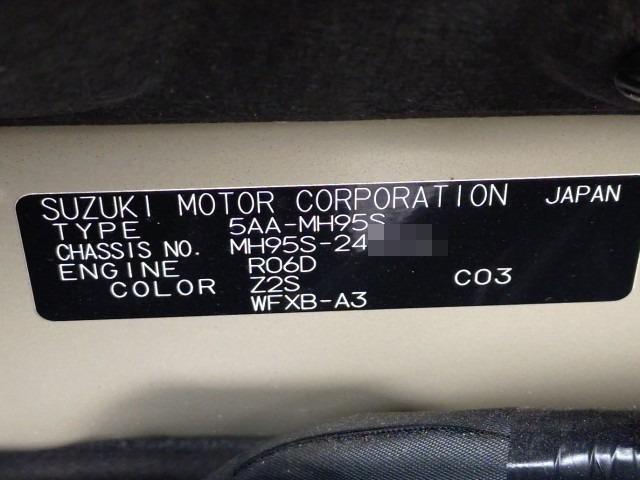 SUZUKI MOTOR CORPORATION JAPAN
TYPE 5AA-MH95S
CHASSIS NO. MH95S-24
ENGINE R06D
COLOR Z2S C03
WFXB-A3